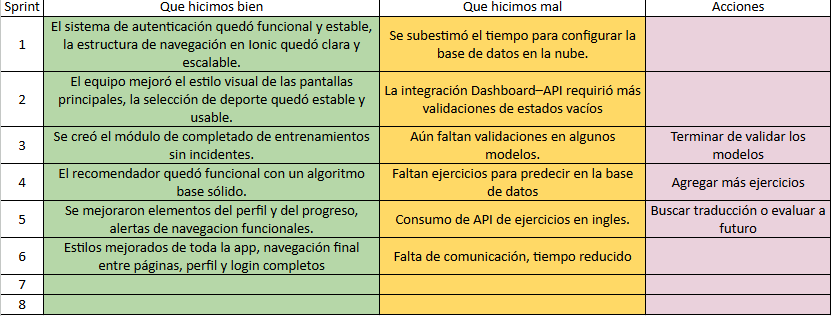 Sprint Que hicimos bien Que hicimos mal Acciones
1
El sistema de autenticación quedó funcional y estable,
la estructura de navegación en Ionic quedó clara y
escalable.
Se subestimó el tiempo para configurar la
base de datos en la nube.
2
El equipo mejoró el estilo visual de las pantallas
principales, la selección de deporte quedó estable y
usable.
La integración Dashboard–API requirió más
validaciones de estados vacíos
3
Se creó el módulo de completado de entrenamientos
sin incidentes.
Aún faltan validaciones en algunos
modelos.
Terminar de validar los
modelos
4
El recomendador quedó funcional con un algoritmo
base sólido.
Faltan ejercicios para predecir en la base
de datos
Agregar más ejercicios
5
Se mejoraron elementos del perfil y del progreso,
alertas de navegacion funcionales.
Consumo de API de ejercicios en ingles.
Buscar traducción o evaluar a
futuro
6
Estilos mejorados de toda la app, navegación final
entre páginas, perfil y login completos
Falta de comunicación, tiempo reducido
7
8